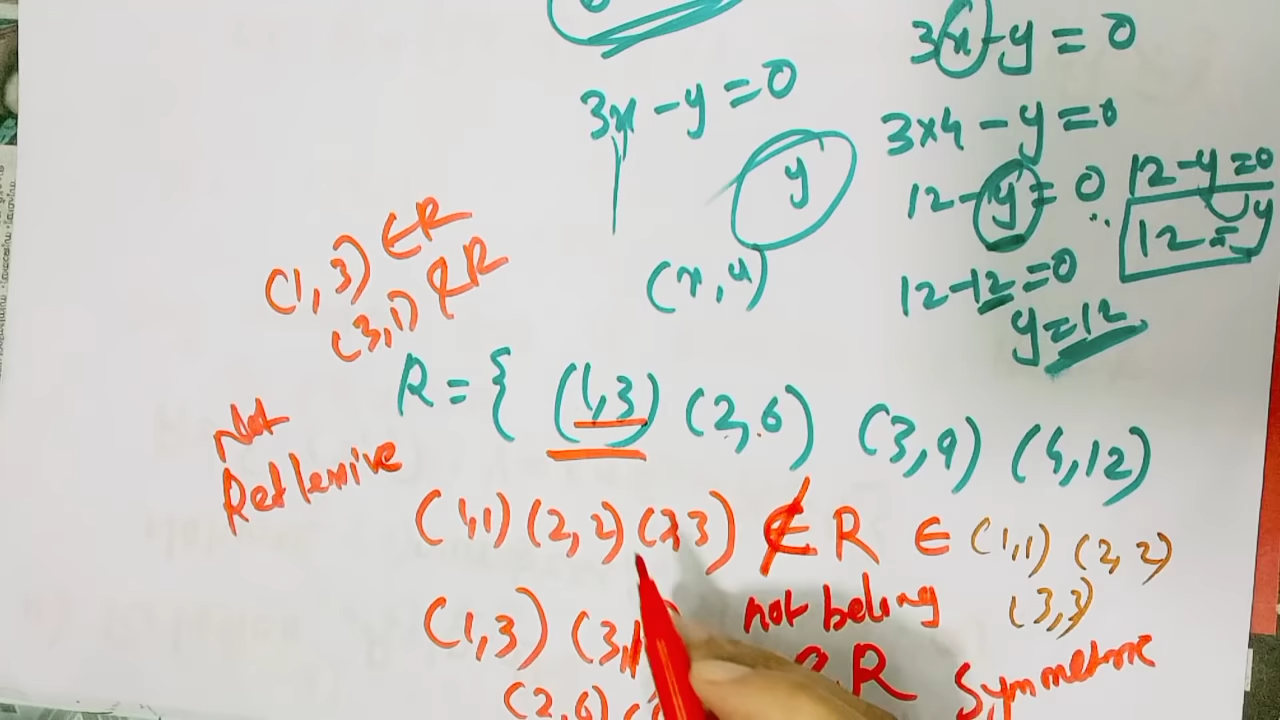 3x - y = 0
3x - y = 0
3x4 - y = 0
y
12 - y = 0
12 - y = 0
12 = y
(1, 3) ∈ R
(3, 1) ∉ R
(x, y)
12 - 12 = 0
y = 12
R = { (1,3) (2,6) (3,9) (4,12)
Not
Reflexive
(1,1) (2,2) (3,3) ∉ R ∈ (1,1) (2,2)
(3,3)
not belong
(1,3) (3,1) R Symmetric
(2,6)